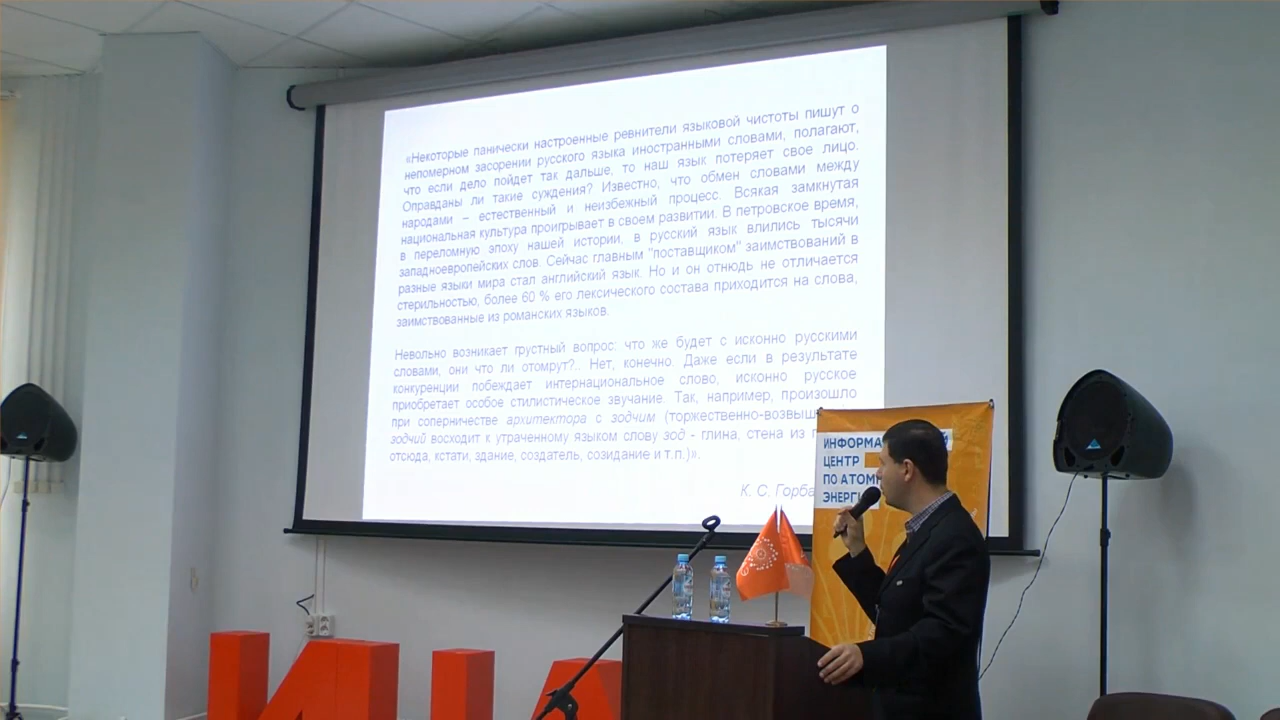 «Некоторые панически настроенные ревнители языковой чистоты пишут о
непомерном засорении русского языка иностранными словами, полагают,
что если дело пойдет так дальше, то наш язык потеряет свое лицо.
Оправданы ли такие суждения? Известно, что обмен словами между
народами – естественный и неизбежный процесс. Всякая замкнутая
национальная культура проигрывает в своем развитии. В петровское время,
в переломную эпоху нашей истории, в русский язык влились тысячи
западноевропейских слов. Сейчас главным "поставщиком" заимствований в
разные языки мира стал английский язык. Но и он отнюдь не отличается
стерильностью, более 60 % его лексического состава приходится на слова,
заимствованные из романских языков.
Невольно возникает грустный вопрос: что же будет с исконно русскими
словами, они что ли отомрут?.. Нет, конечно. Даже если в результате
конкуренции побеждает интернациональное слово, исконно русское
приобретает особое стилистическое звучание. Так, например, произошло
при соперничестве архитектора с зодчим (торжественно-возвыш
зодчий восходит к утраченному языком слову зод - глина, стена из
отсюда, кстати, здание, создатель, созидание и т.п.)».
К. С. Горба
ИНФОРМА Й
ЦЕНТР
ПО АТОМ
ЭНЕРГ
ИЦА